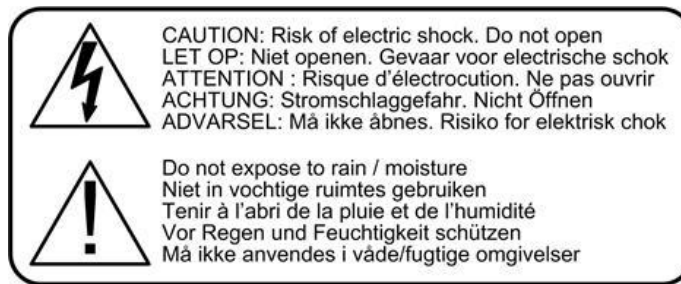 CAUTION: Risk of electric shock. Do not open
LET OP: Niet openen. Gevaar voor electrische schok
ATTENTION : Risque d'électrocution. Ne pas ouvrir
ACHTUNG: Stromschlaggefahr. Nicht Öffnen
ADVARSEL: Må ikke åbnes. Risiko for elektrisk chok
!
Do not expose to rain / moisture
Niet in vochtige ruimtes gebruiken
Tenir à l'abri de la pluie et de l'humidité
Vor Regen und Feuchtigkeit schützen
Må ikke anvendes i våde/fugtige omgivelser